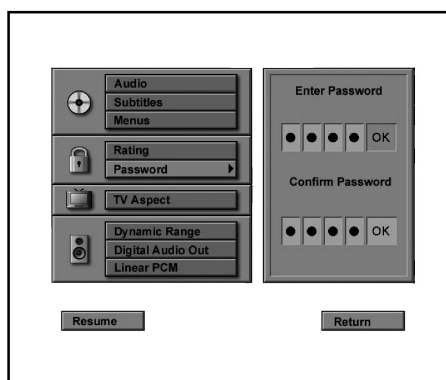 Audio
Subtitles
Menus
Rating
Password
TV Aspect
Dynamic Range
Digital Audio Out
Linear PCM
Enter Password
OK
Confirm Password
OK
Resume
Return